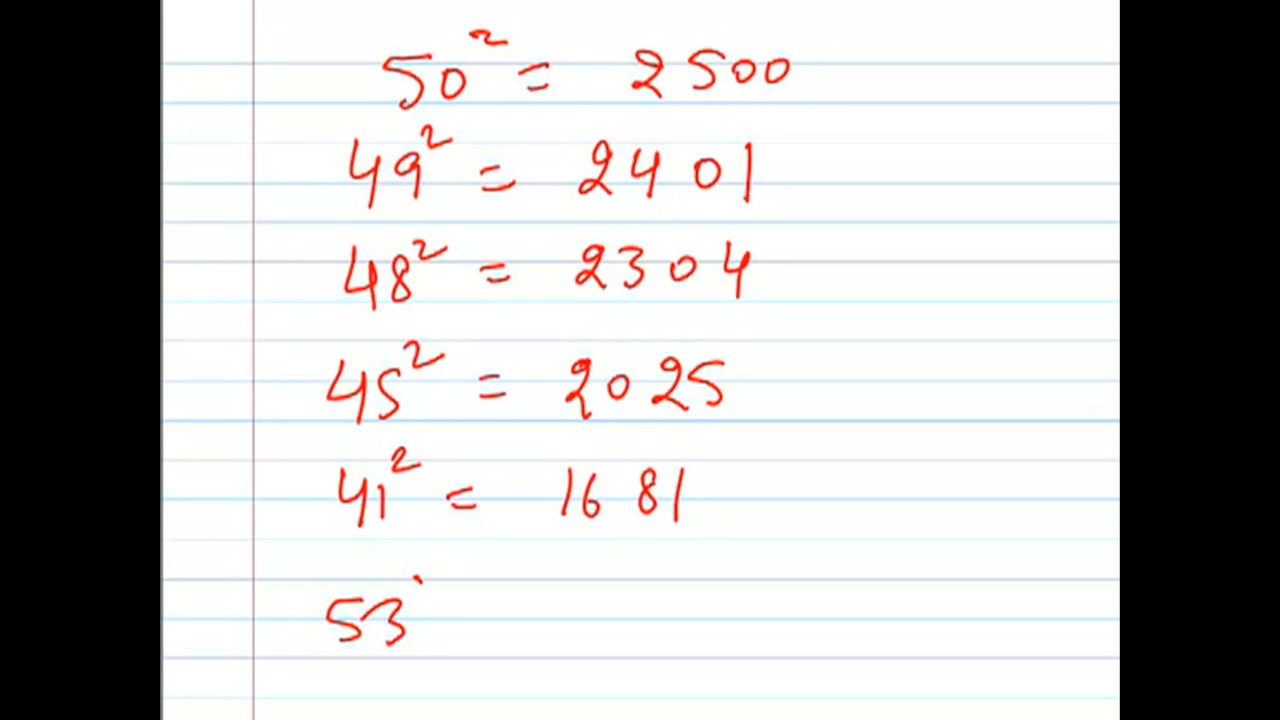 50² = 2500
49² = 2401
48² = 2304
45² = 2025
41² = 1681
53